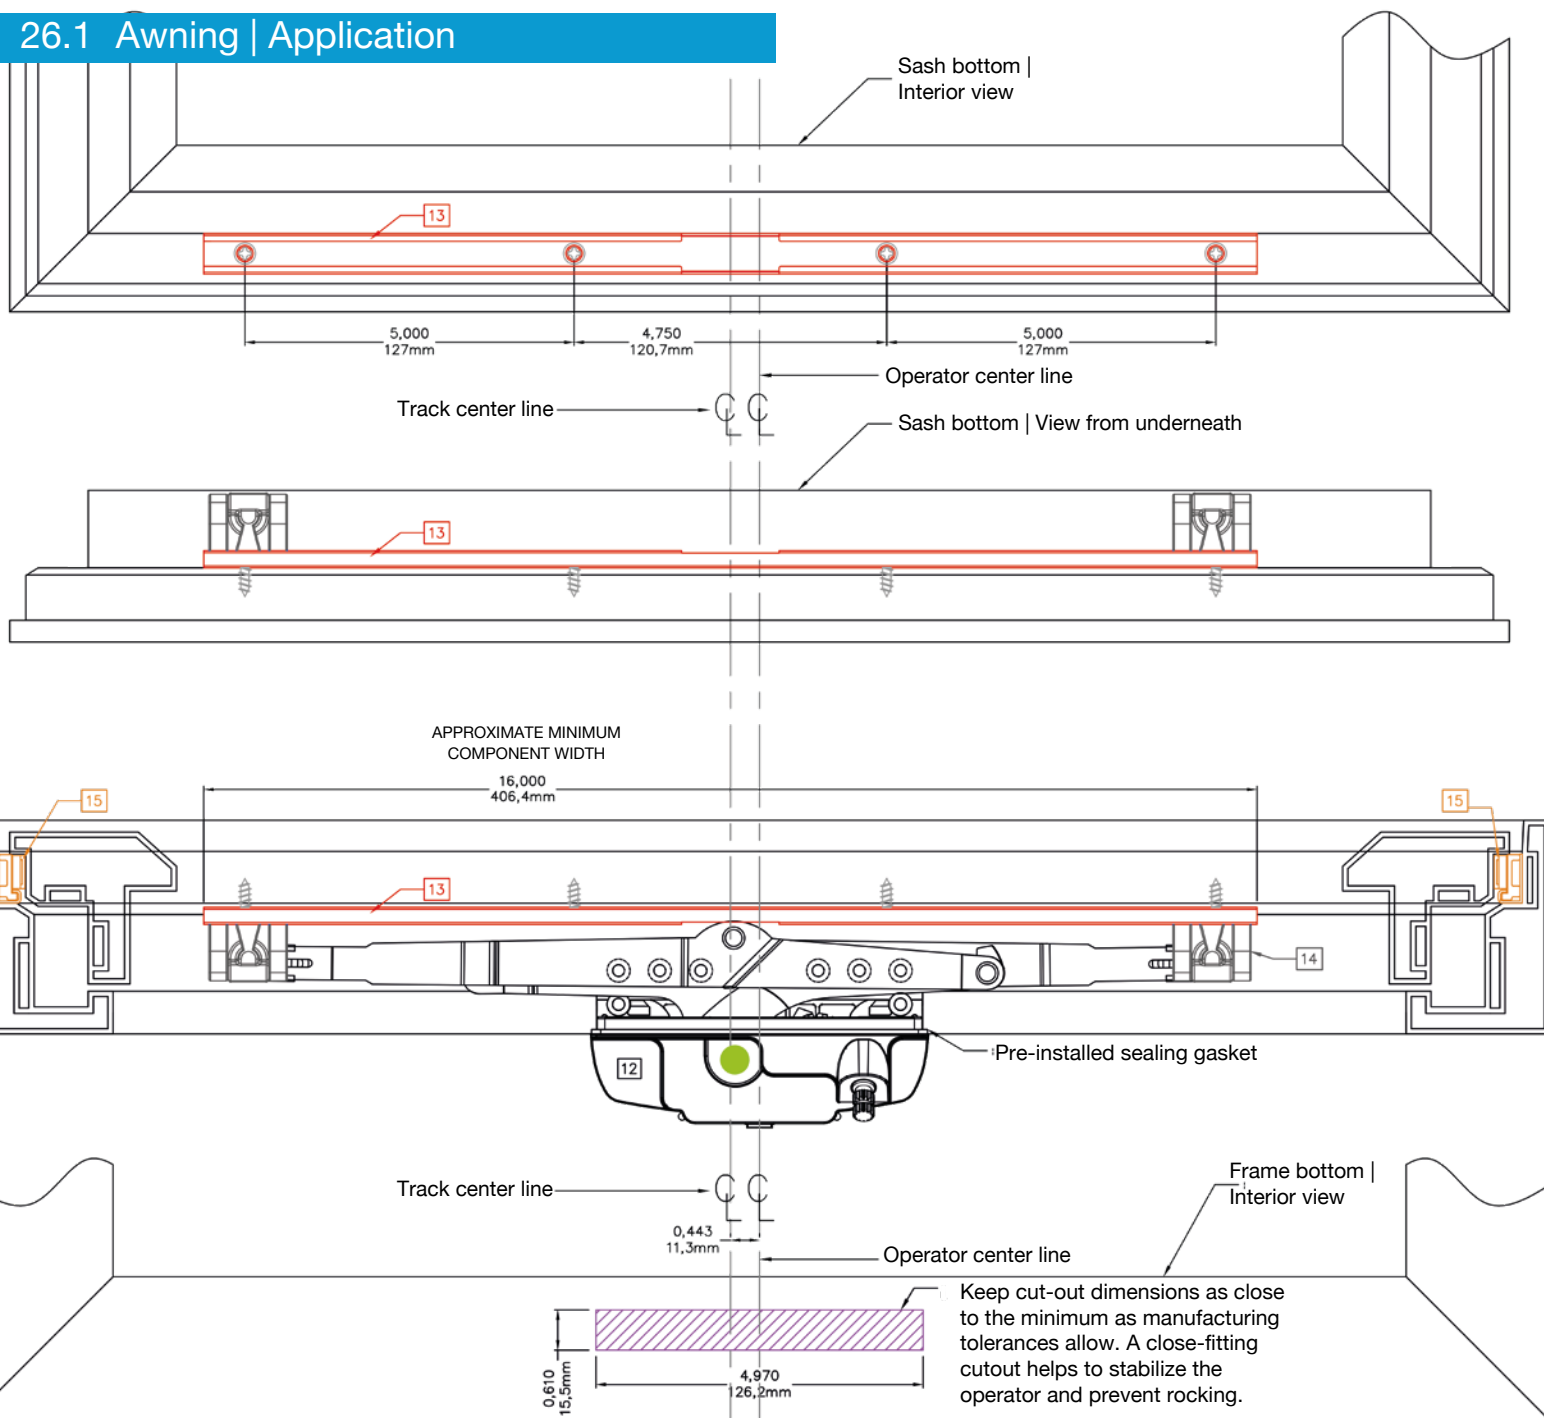 26.1 Awning | Application
Sash bottom |
Interior view
13
5,000
127mm
4,750
120,7mm
5,000
127mm
Operator center line
Track center line
Sash bottom | View from underneath
13
APPROXIMATE MINIMUM
COMPONENT WIDTH
16,000
406,4mm
15
15
13
14
Pre-installed sealing gasket
12
Track center line
Frame bottom |
Interior view
0,443
11,3mm
Operator center line
Keep cut-out dimensions as close
to the minimum as manufacturing
tolerances allow. A close-fitting
cutout helps to stabilize the
operator and prevent rocking.
0,610
15,5mm
4,970
126,2mm